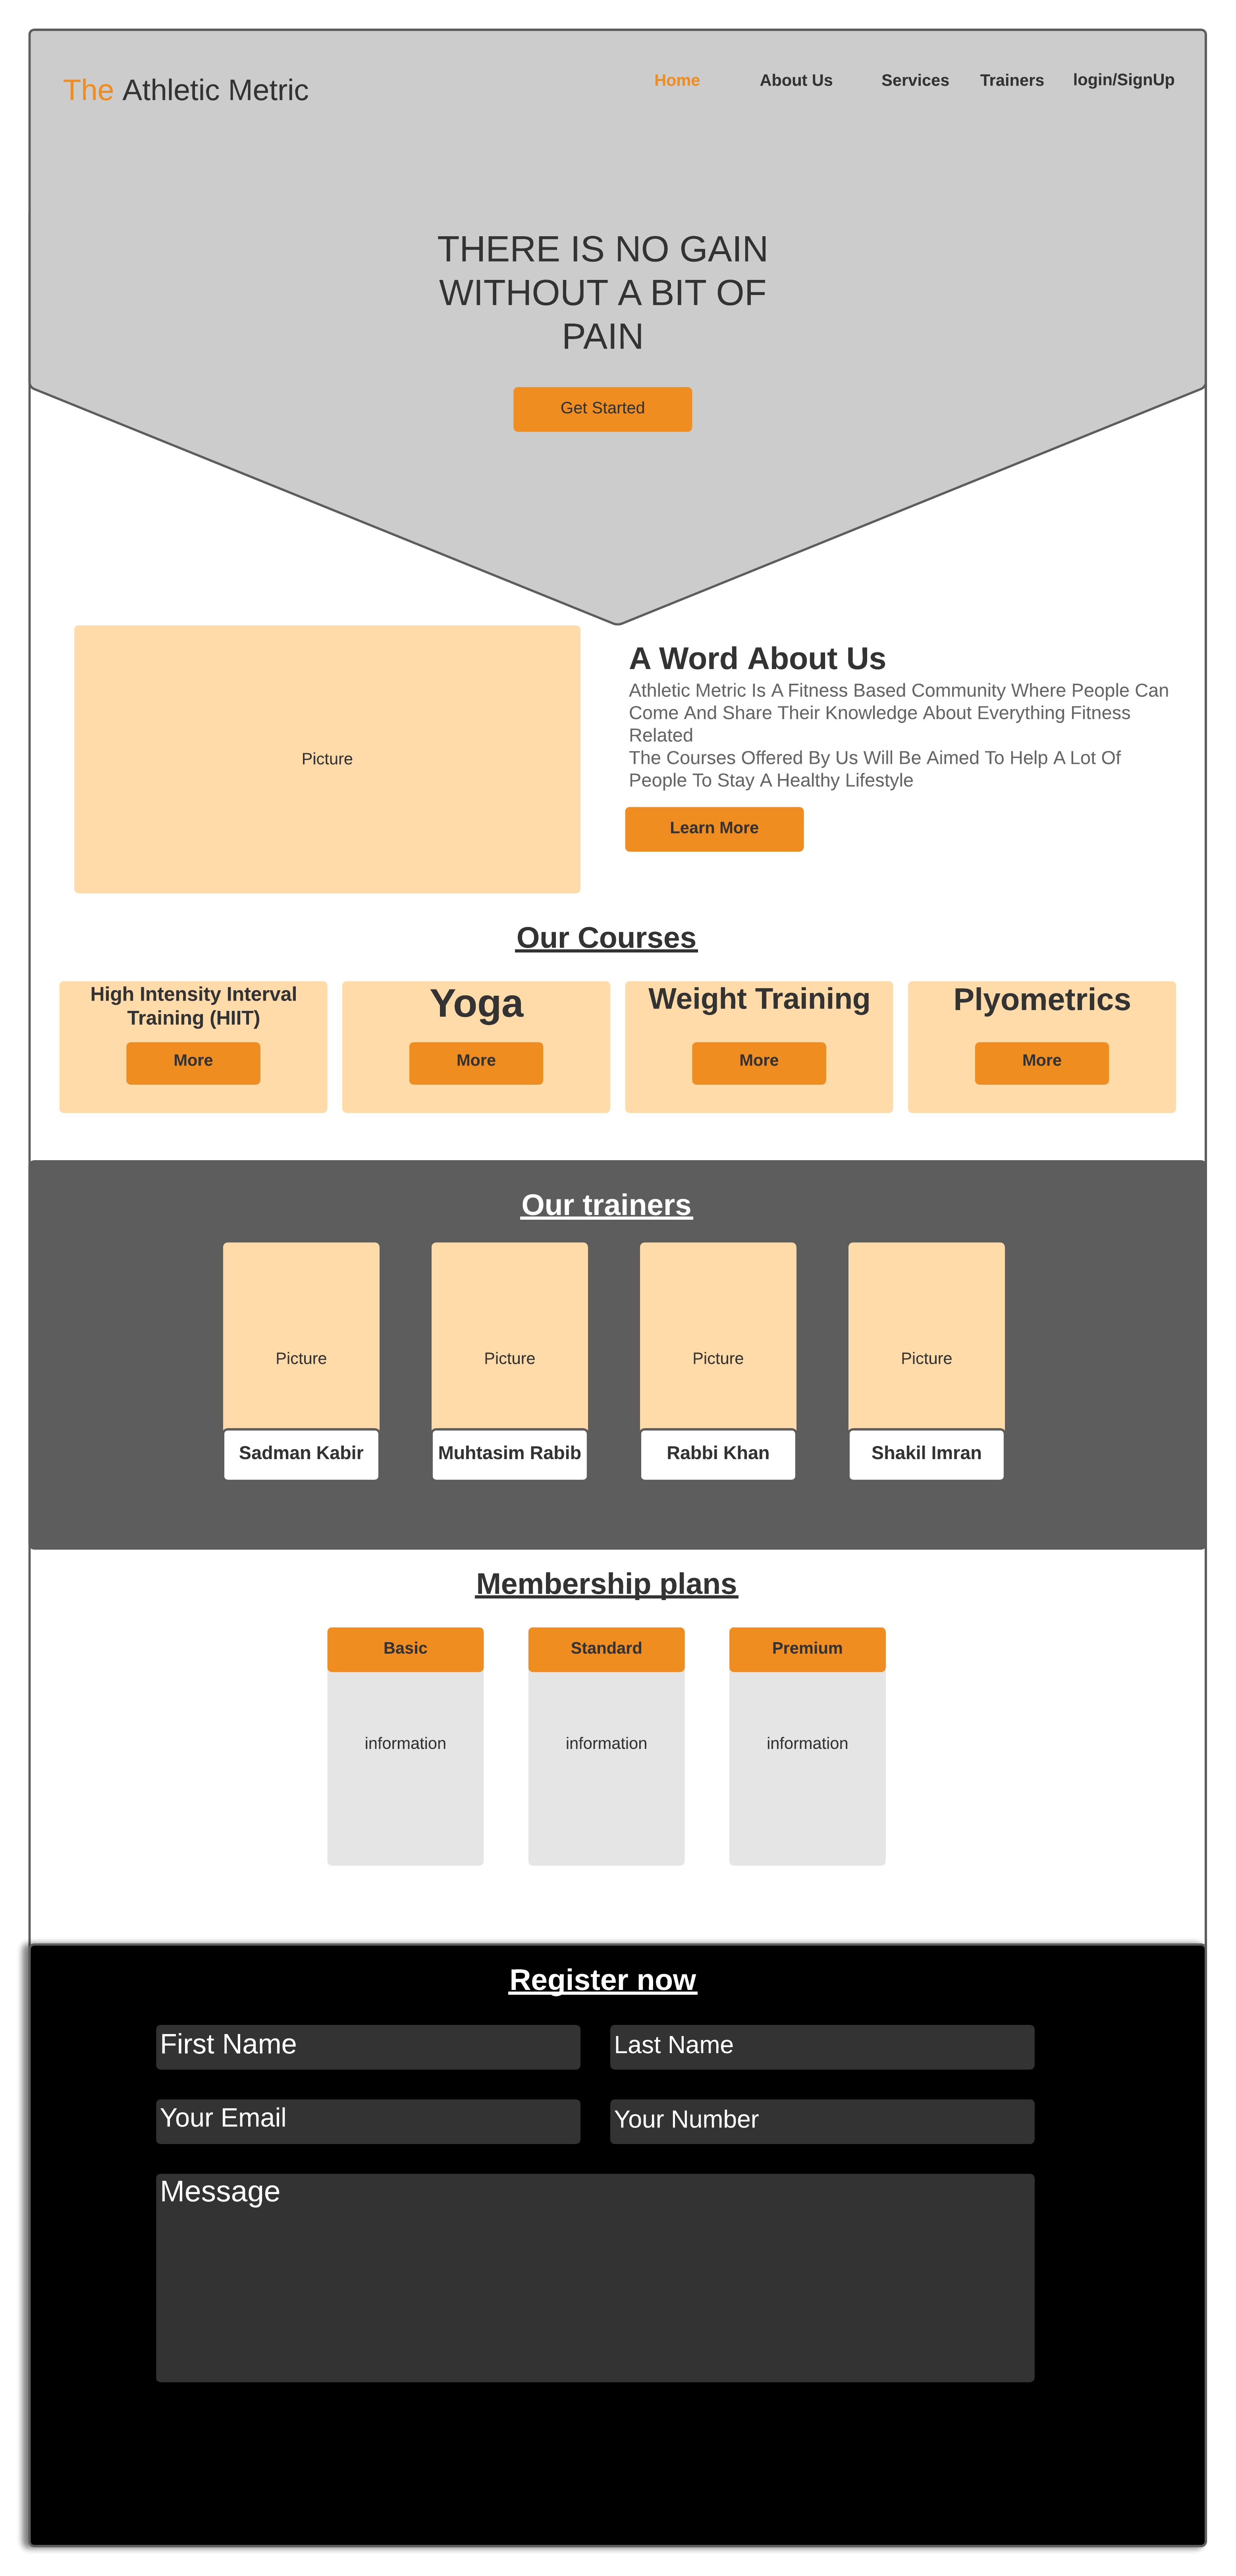 The Athletic Metric
Home
About Us
Services
Trainers
login/SignUp
THERE IS NO GAIN
WITHOUT A BIT OF
PAIN
Get Started
Picture
A Word About Us
Athletic Metric Is A Fitness Based Community Where People Can
Come And Share Their Knowledge About Everything Fitness
Related
The Courses Offered By Us Will Be Aimed To Help A Lot Of
People To Stay A Healthy Lifestyle
Learn More
Our Courses
High Intensity Interval
Training (HIIT)
More
Yoga
More
Weight Training
More
Plyometrics
More
Our trainers
Picture
Sadman Kabir
Picture
Muhtasim Rabib
Picture
Rabbi Khan
Picture
Shakil Imran
Membership plans
Basic
information
Standard
information
Premium
information
Register now
First Name
Last Name
Your Email
Your Number
Message